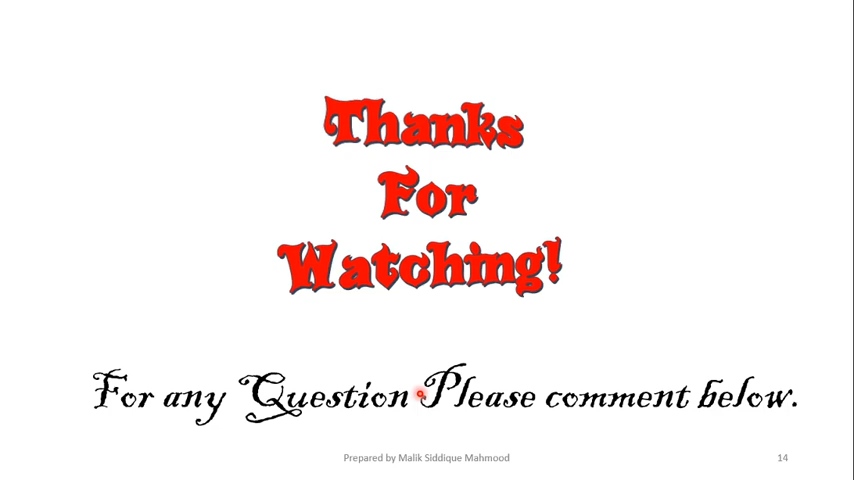 Thanks
For
Watching!
For any Question Please comment below.
Prepared by Malik Siddique Mahmood
14